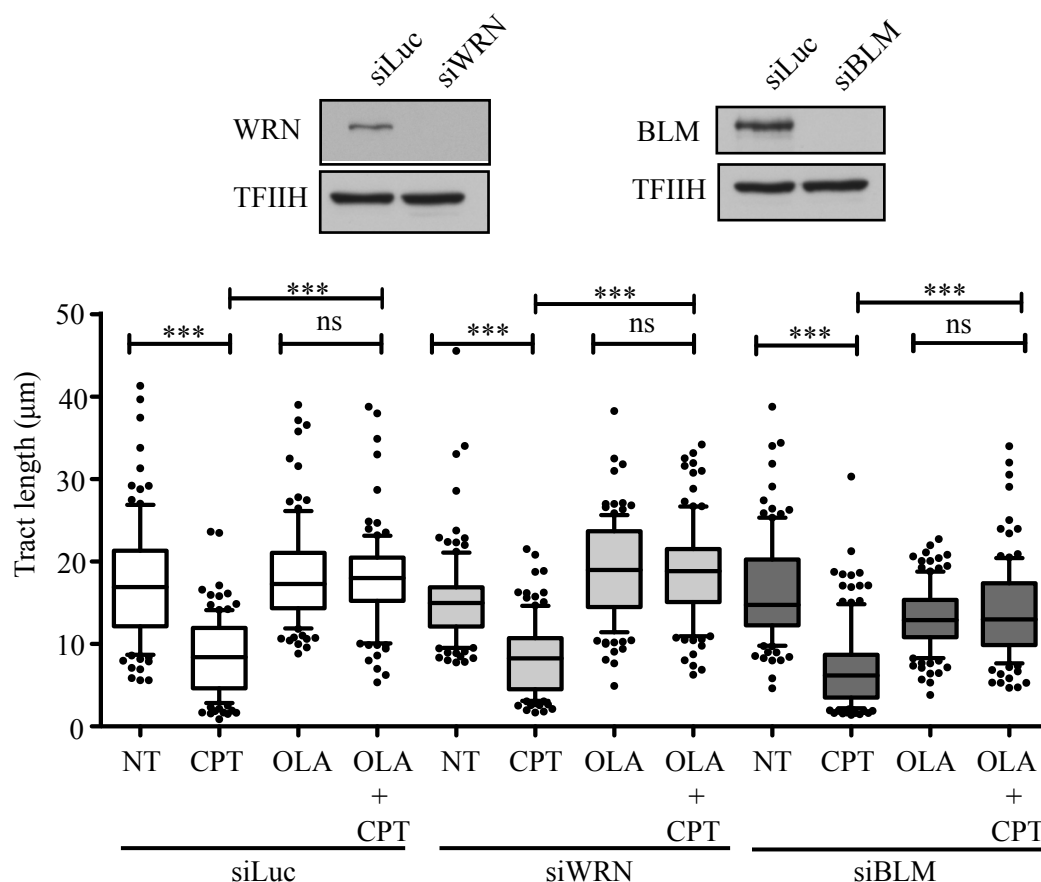 siLuc siWRN
WRN
TFIIH
siLuc siBLM
BLM
TFIIH
*** *** ***
*** ns *** ns *** ns
Tract length (µm)
50
40
30
20
10
0
NT CPT OLA OLA + CPT NT CPT OLA OLA + CPT NT CPT OLA OLA + CPT
siLuc siWRN siBLM